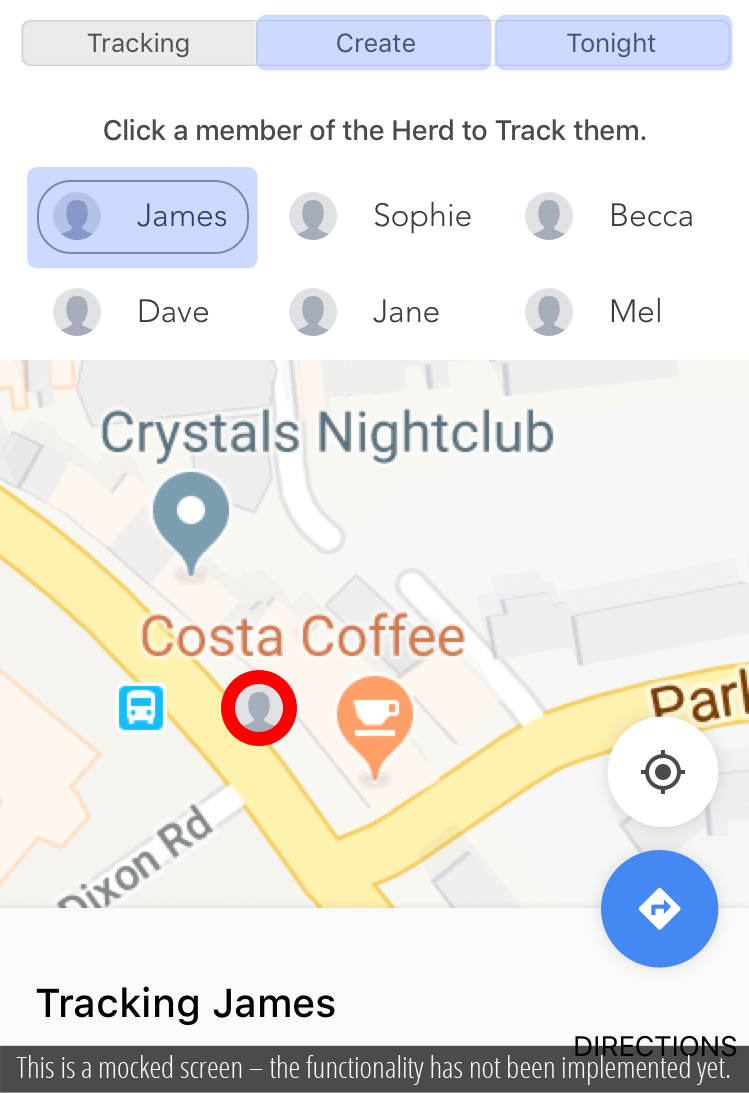 Tracking Create Tonight
Click a member of the Herd to Track them.
James Sophie Becca
Dave Jane Mel
Crystals Nightclub
Costa Coffee
Park
Dixon Rd
Tracking James
DIRECTIONS
This is a mocked screen – the functionality has not been implemented yet.